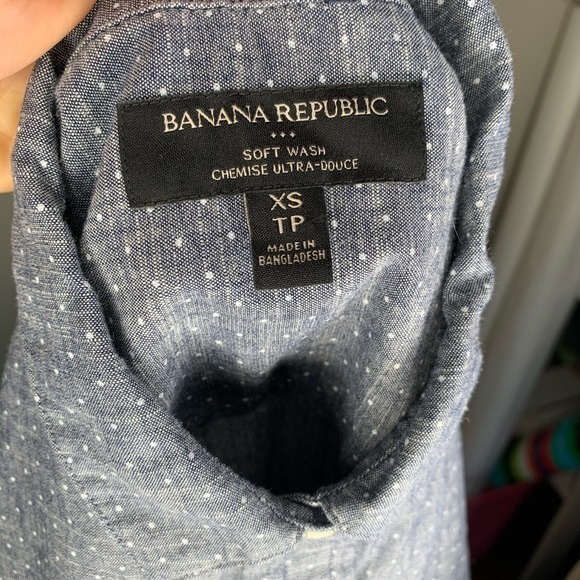 BANANA REPUBLIC
SOFT WASH
CHEMISE ULTRA-DOUCE
XS
TP
MADE IN
BANGLADESH